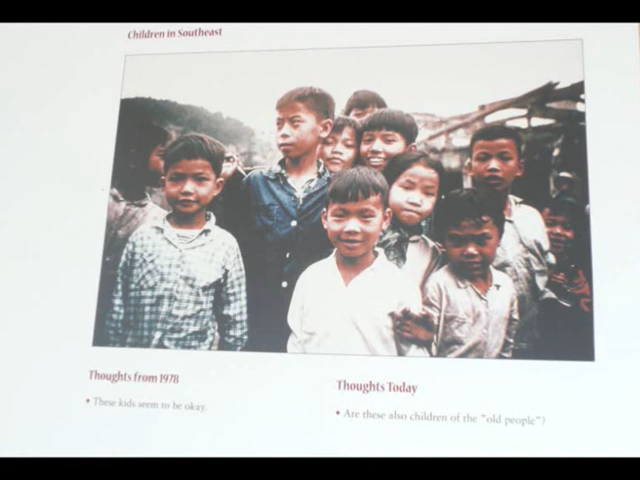 Children in Southeast
Thoughts from 1978
• These kids seem to be okay.
Thoughts Today
• Are these also children of the "old people"?